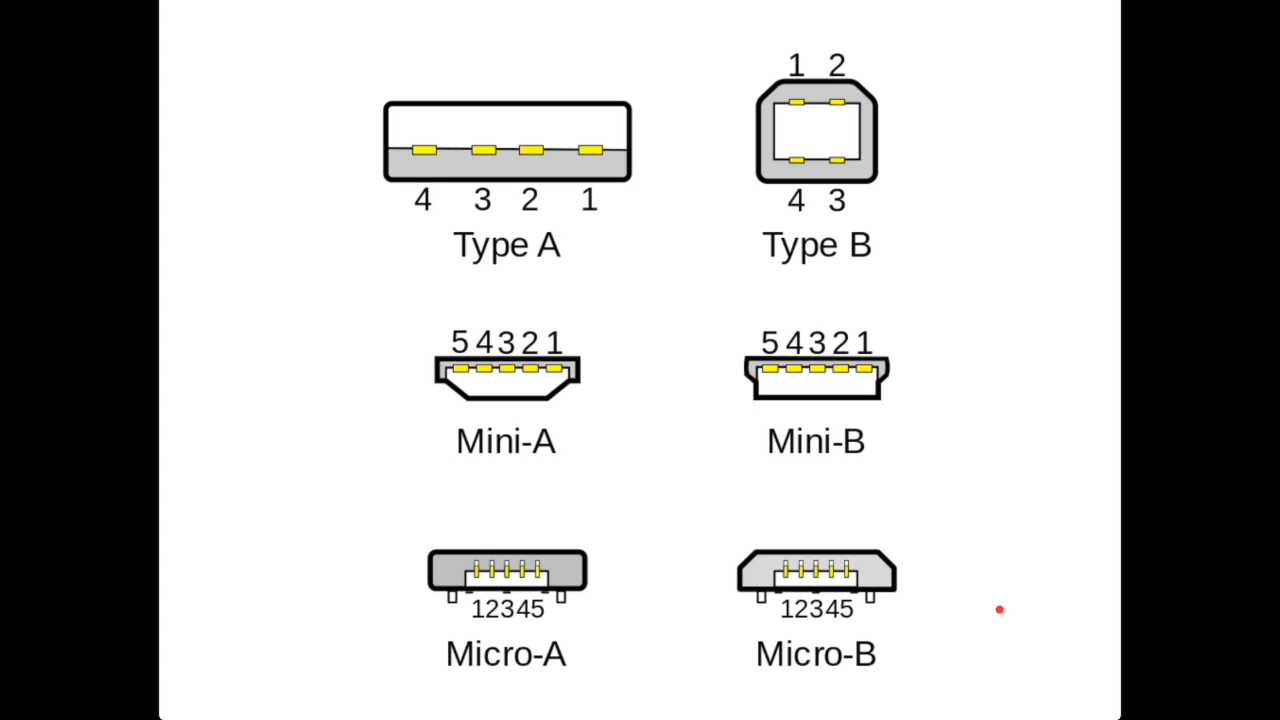 1 2
4 3 2 1
4 3
Type A
Type B
5 4 3 2 1
5 4 3 2 1
Mini-A
Mini-B
12345
12345
Micro-A
Micro-B